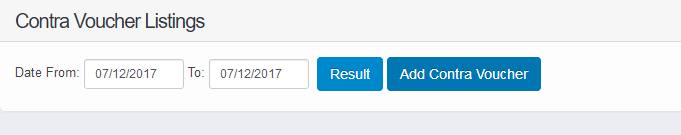 Contra Voucher Listings
Date From: 07/12/2017 To: 07/12/2017 Result Add Contra Voucher